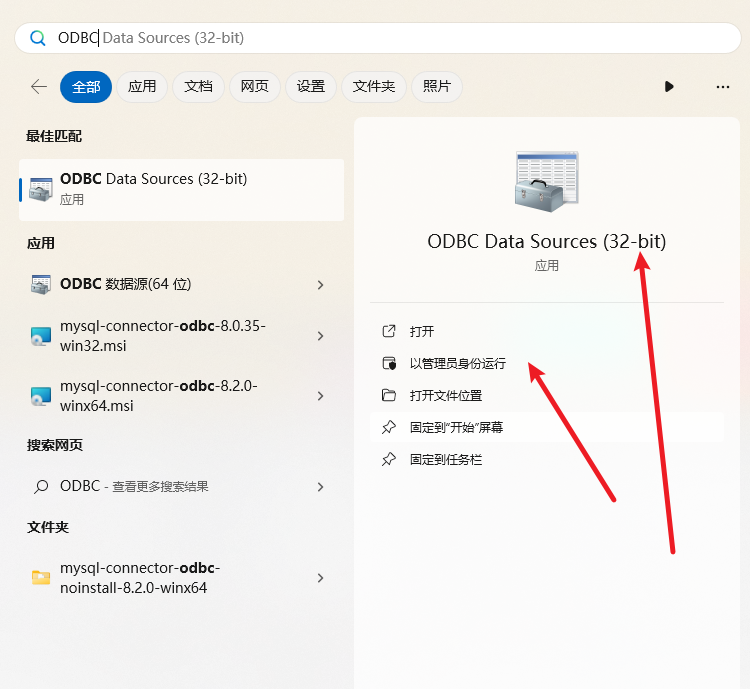 ODBC Data Sources (32-bit)
全部 应用 文档 网页 设置 文件夹 照片
最佳匹配
ODBC Data Sources (32-bit)
应用
应用
ODBC 数据源(64 位)
mysql-connector-odbc-8.0.35-
win32.msi
mysql-connector-odbc-8.2.0-
winx64.msi
搜索网页
ODBC - 查看更多搜索结果
文件夹
mysql-connector-odbc-
noinstall-8.2.0-winx64
ODBC Data Sources (32-bit)
应用
打开
以管理员身份运行
打开文件位置
固定到"开始"屏幕
固定到任务栏